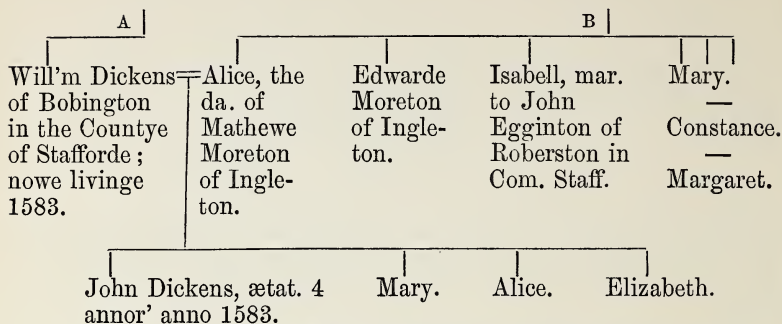 A B
Will'm Dickens=Alice, the Edwarde Isabell, mar. Mary.
of Bobington da. of Moreton to John —
in the Countye Mathewe of Ingle- Egginton of Constance.
of Stafforde; Moreton ton. Roberston in —
nowe livinge of Ingle- Com. Staff. Margaret.
1583. ton.
John Dickens, ætat. 4 Mary. Alice. Elizabeth.
annor' anno 1583.